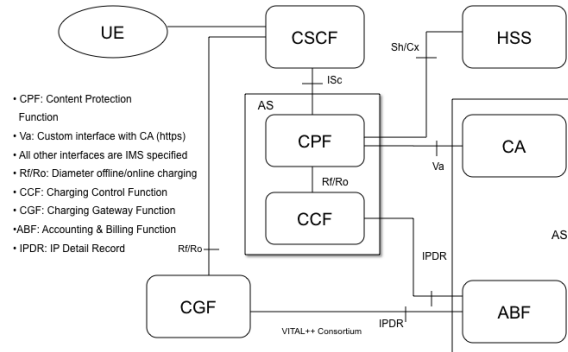 UE
CSCF
HSS
Sh/Cx
ISc
AS
CPF
CA
Va
Rf/Ro
CCF
AS
IPDR
• CPF: Content Protection
Function
• Va: Custom interface with CA (https)
• All other interfaces are IMS specified
• Rf/Ro: Diameter offline/online charging
• CCF: Charging Control Function
• CGF: Charging Gateway Function
•ABF: Accounting & Billing Function
• IPDR: IP Detail Record
Rf/Ro
CGF
IPDR
ABF
VITAL++ Consortium